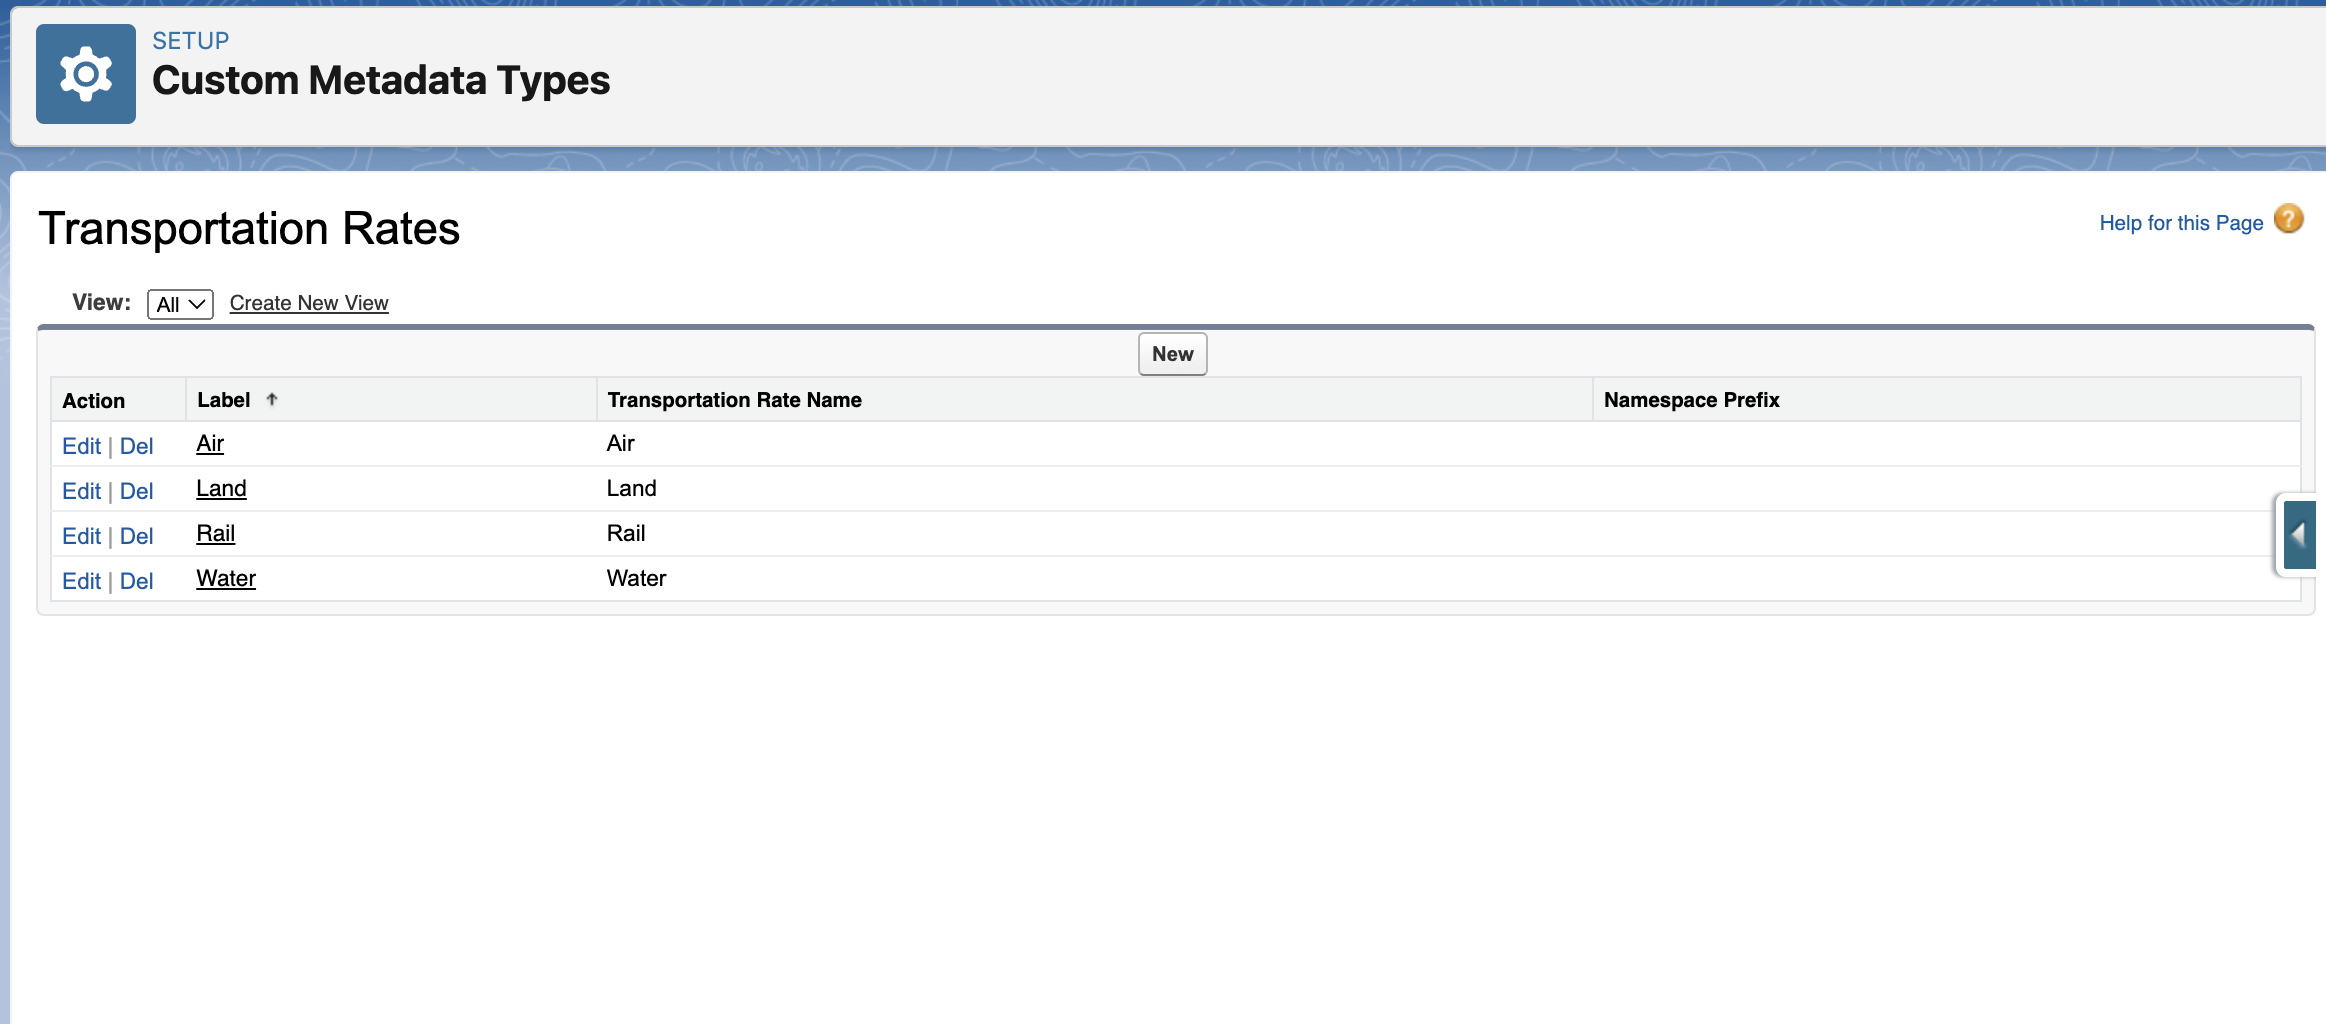 SETUP
Custom Metadata Types
Transportation Rates
Help for this Page ?
View: All Create New View
New
Action Label ↑ Transportation Rate Name Namespace Prefix
Edit | Del Air Air
Edit | Del Land Land
Edit | Del Rail Rail
Edit | Del Water Water